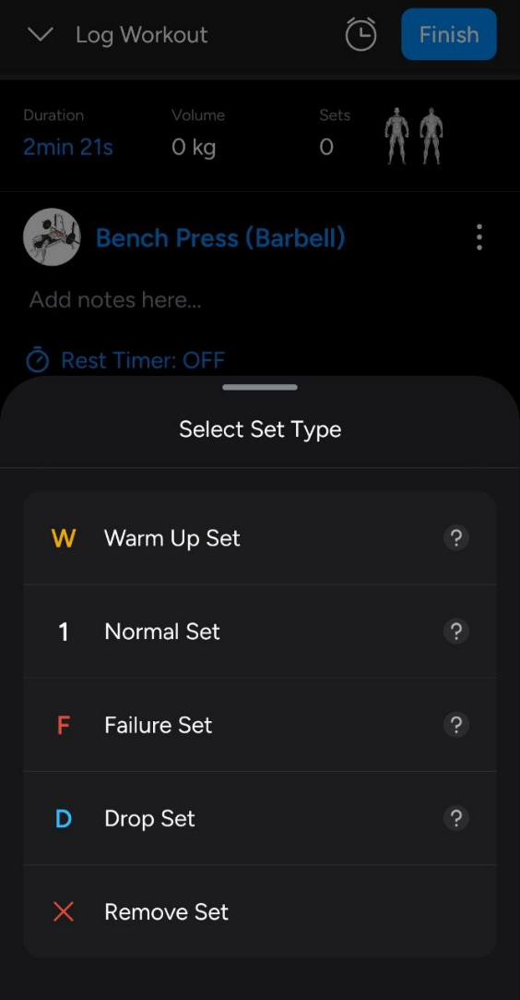 Log Workout
Finish
Duration Volume Sets
2min 21s 0 kg 0
Bench Press (Barbell)
Add notes here...
Rest Timer: OFF
Select Set Type
W Warm Up Set ?
1 Normal Set ?
F Failure Set ?
D Drop Set ?
Remove Set